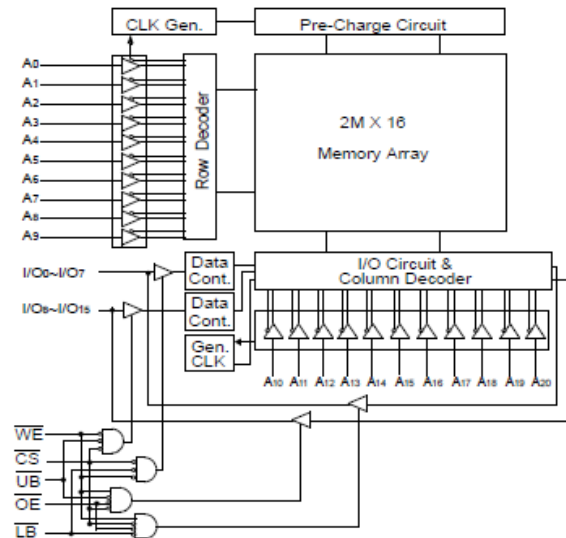 CLK Gen.
Pre-Charge Circuit
A0
A1
A2
A3
A4
A5
A6
A7
A8
A9
Row Decoder
2M X 16
Memory Array
I/O0~I/O7
Data
Cont.
I/O Circuit &
Column Decoder
I/O8~I/O15
Data
Cont.
Gen.
CLK
A10 A11 A12 A13 A14 A15 A16 A17 A18 A19 A20
WE
CS
UB
OE
LB